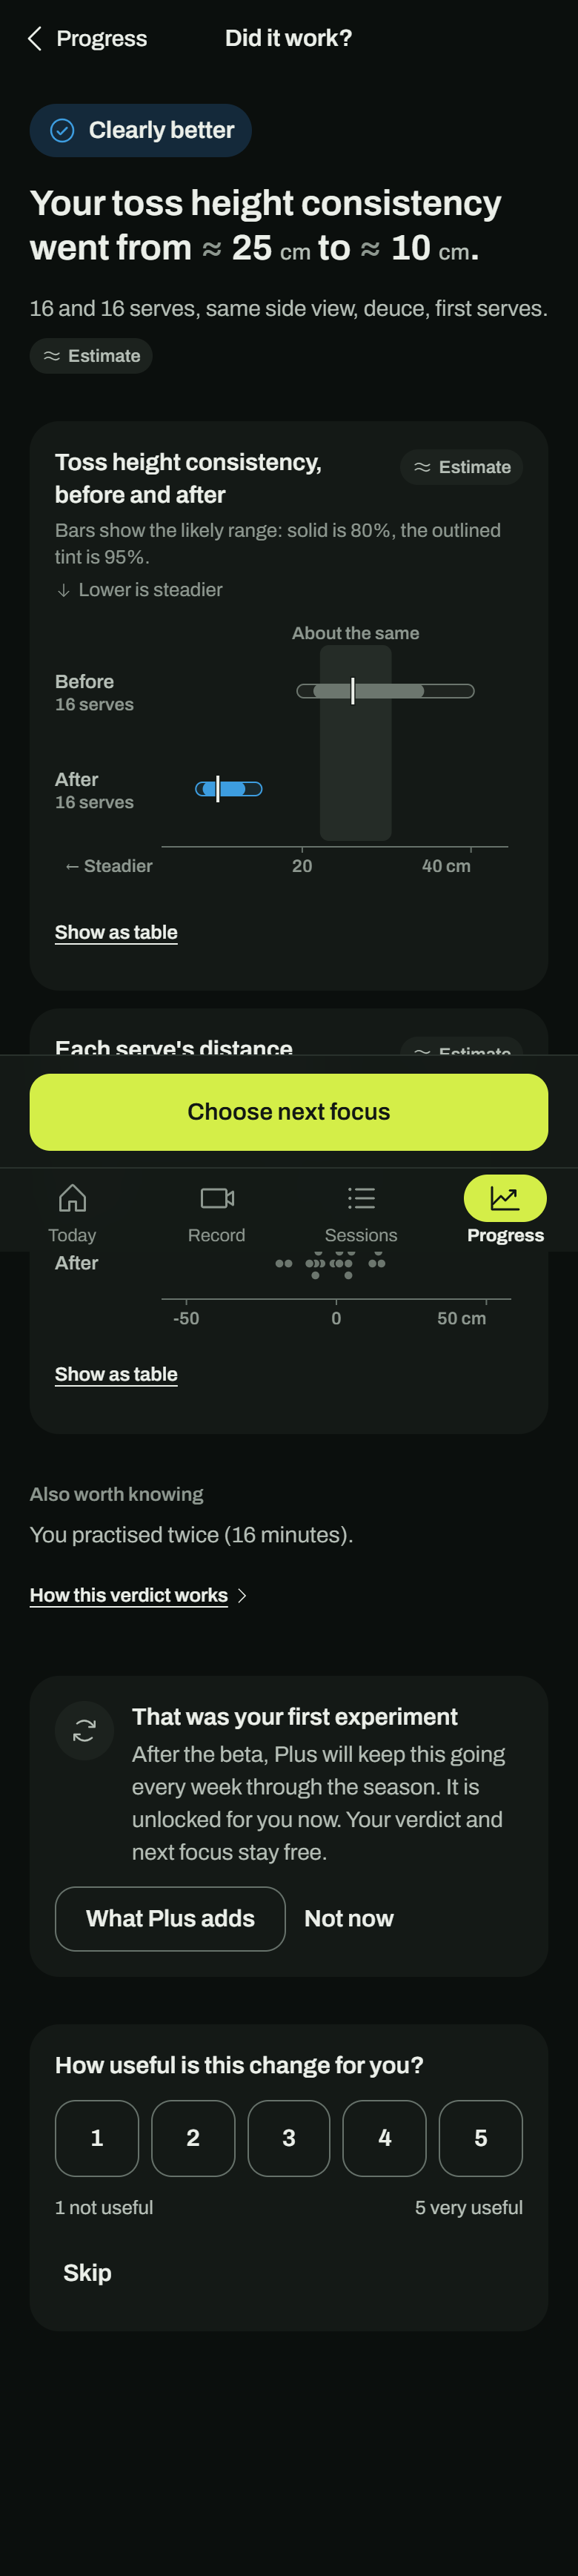 Progress
Did it work?
Clearly better
Your toss height consistency
went from ≈ 25 cm to ≈ 10 cm.
16 and 16 serves, same side view, deuce, first serves.
≈ Estimate
Toss height consistency,
before and after
≈ Estimate
Bars show the likely range: solid is 80%, the outlined
tint is 95%.
↓ Lower is steadier
About the same
Before
16 serves
After
16 serves
← Steadier
20
40 cm
Show as table
Each serve's distance
≈ Estimate
Choose next focus
Today
Record
Sessions
Progress
After
-50
0
50 cm
Show as table
Also worth knowing
You practised twice (16 minutes).
How this verdict works
That was your first experiment
After the beta, Plus will keep this going
every week through the season. It is
unlocked for you now. Your verdict and
next focus stay free.
What Plus adds
Not now
How useful is this change for you?
1
2
3
4
5
1 not useful
5 very useful
Skip